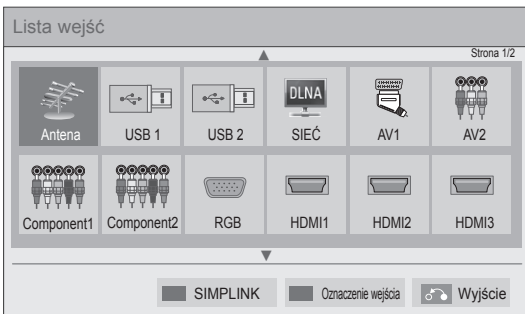 Lista wejść
Strona 1/2
DLNA
Antena USB 1 USB 2 SIEĆ AV1 AV2
Component1 Component2 RGB HDMI1 HDMI2 HDMI3
SIMPLINK Oznaczenie wejścia Wyjście